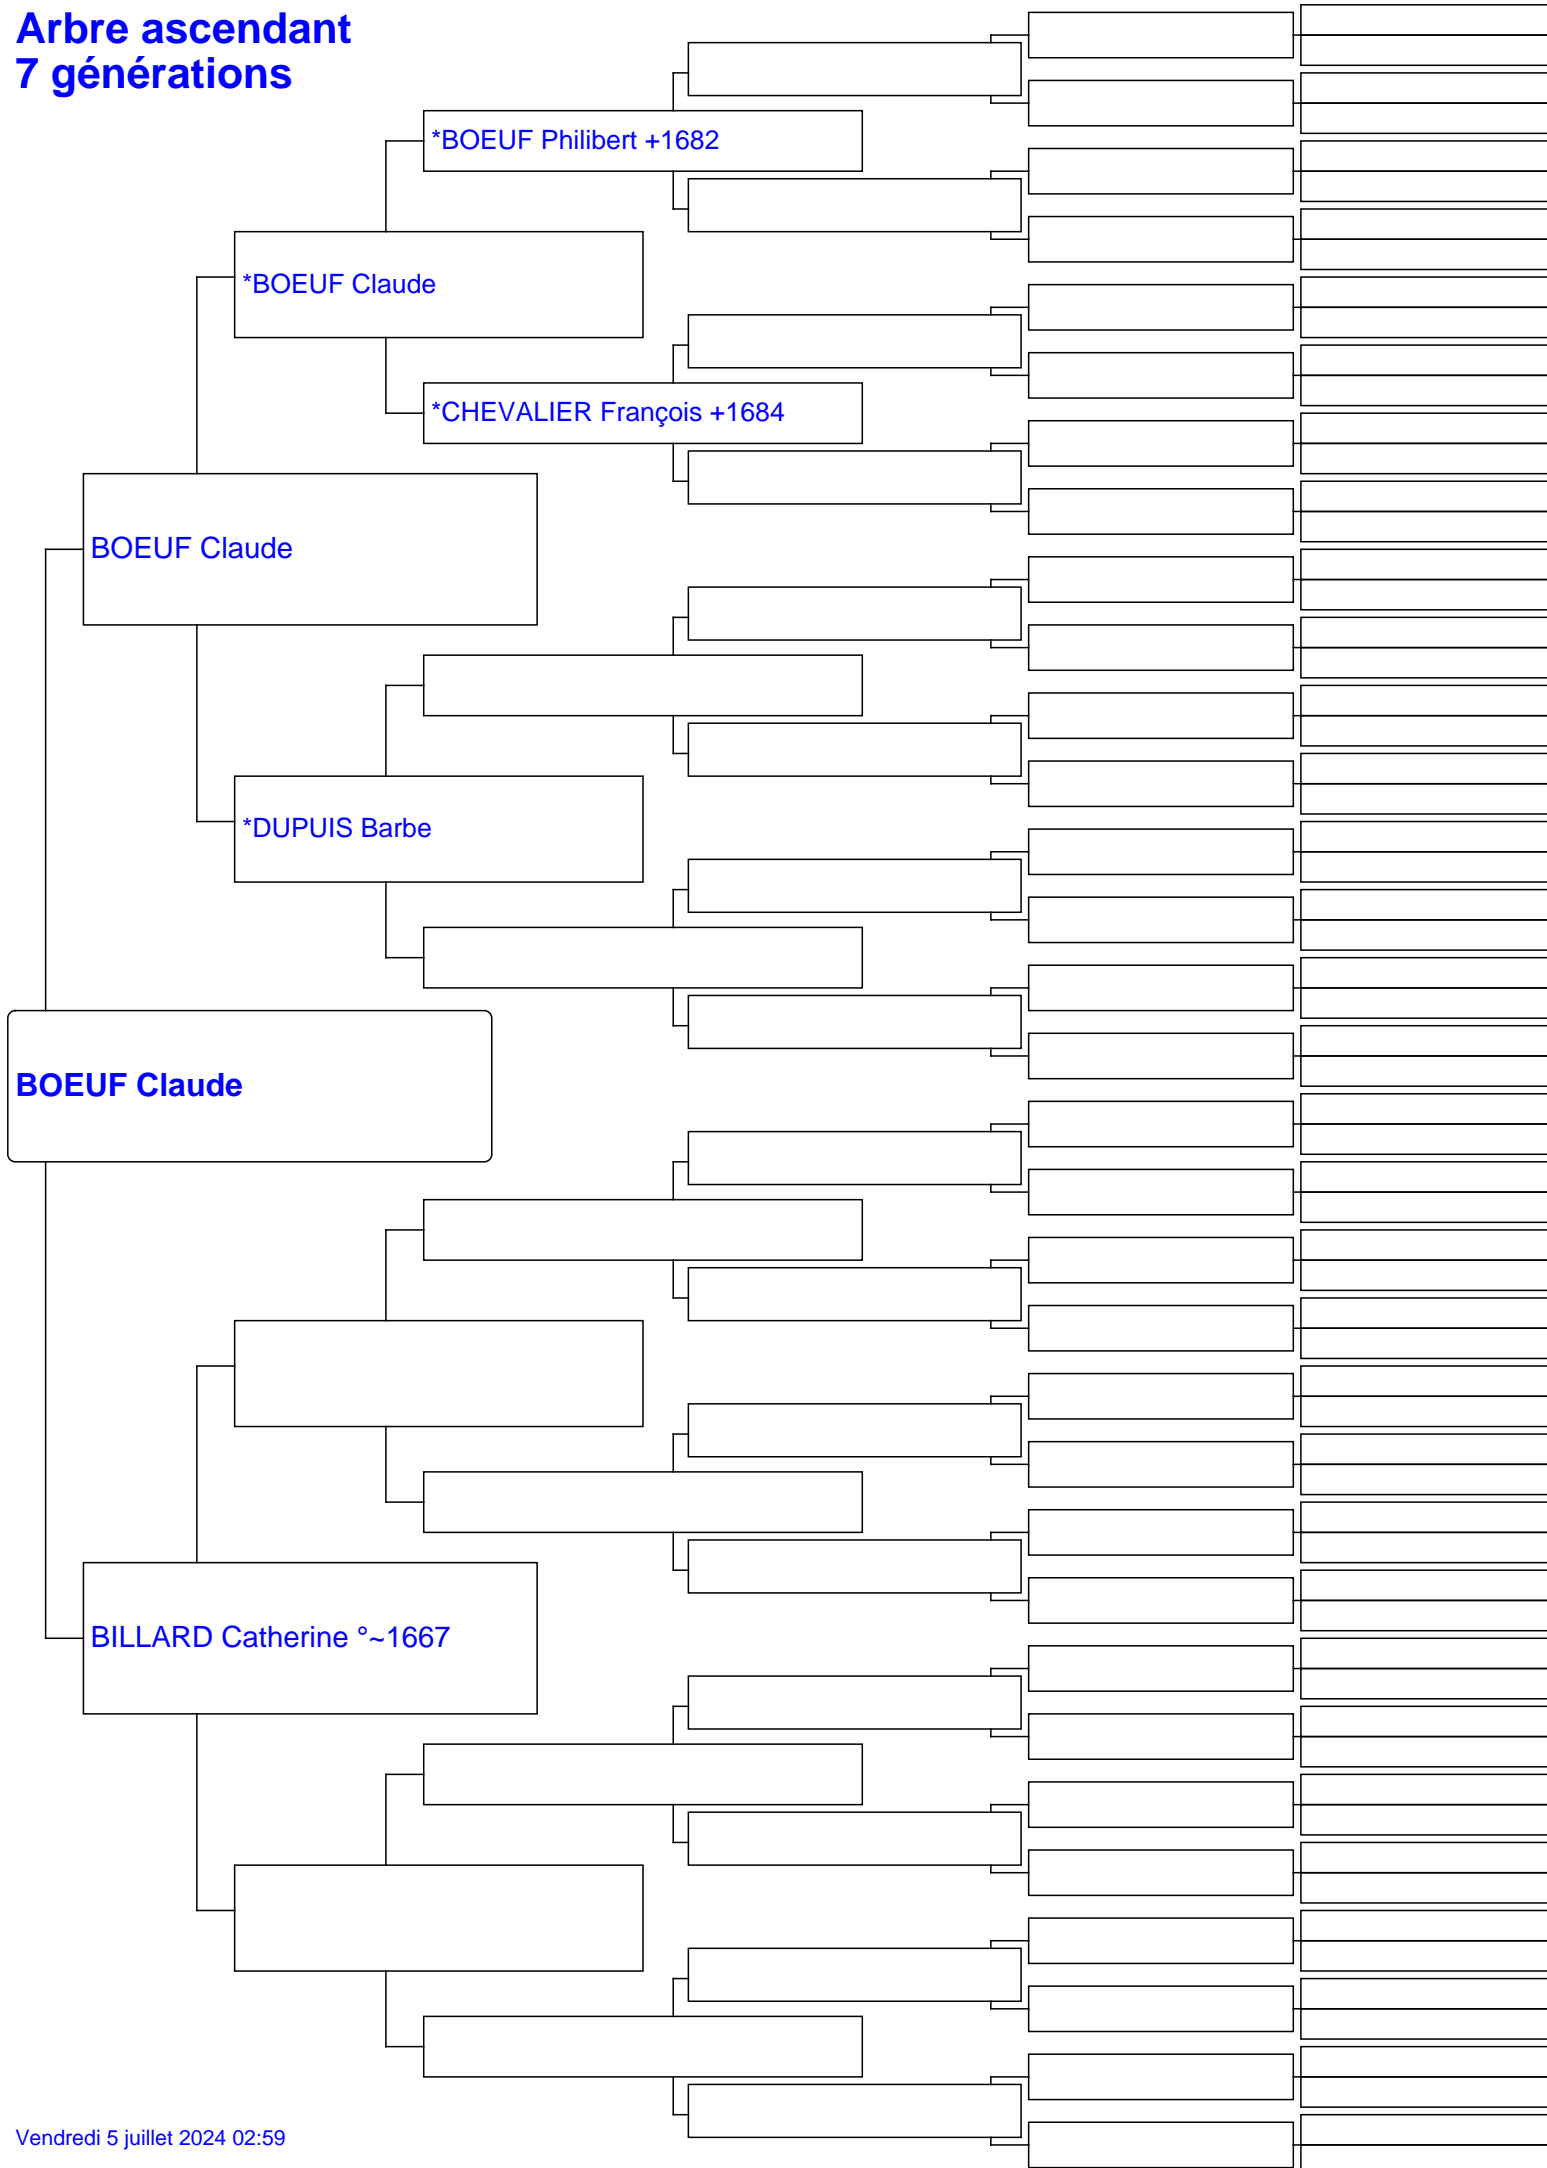 Arbre ascendant
7 générations
*BOEUF Philibert +1682
*BOEUF Claude
*CHEVALIER François +1684
BOEUF Claude
*DUPUIS Barbe
BOEUF Claude
BILLARD Catherine °~1667
Vendredi 5 juillet 2024 02:59